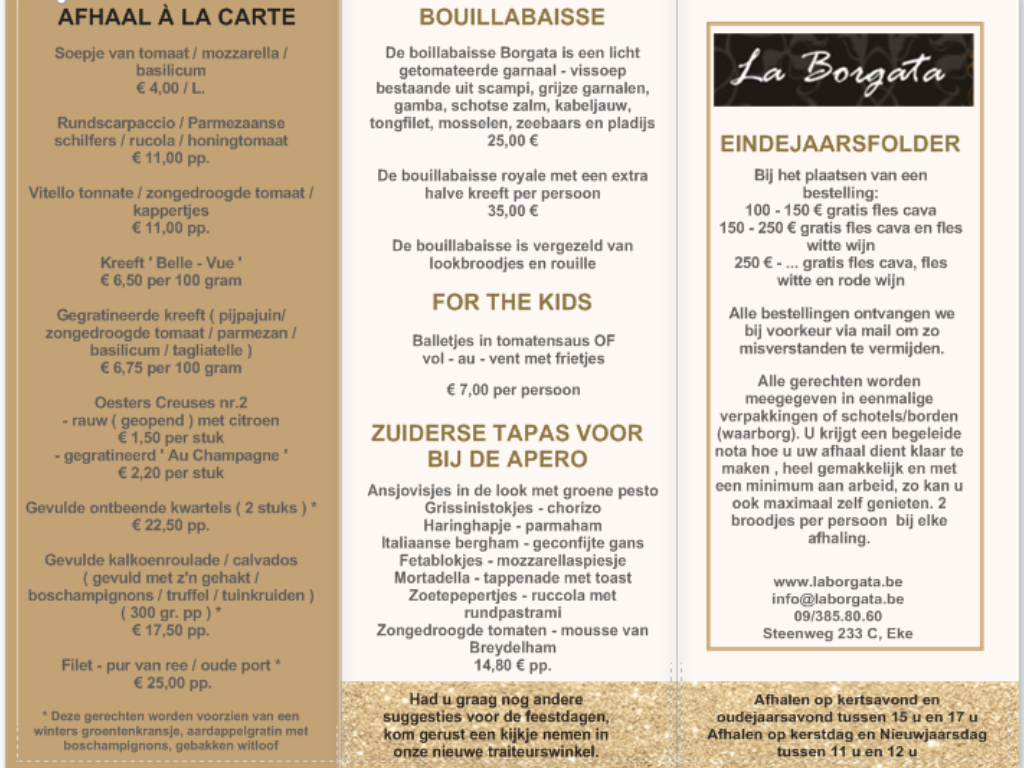 AFHAAL À LA CARTE
Soepje van tomaat / mozzarella /
basilicum
€ 4,00 / L.
Rundscarpaccio / Parmezaanse
schilfers / rucola / honingtomaat
€ 11,00 pp.
Vitello tonnate / zongedroogde tomaat /
kappertjes
€ 11,00 pp.
Kreeft ' Belle - Vue '
€ 6,50 per 100 gram
Gegratineerde kreeft ( pijpajuin/
zongedroogde tomaat / parmezan /
basilicum / tagliatelle )
€ 6,75 per 100 gram
Oesters Creuses nr.2
- rauw ( geopend ) met citroen
€ 1,50 per stuk
- gegratineerd ' Au Champagne '
€ 2,20 per stuk
Gevulde ontbeende kwartels ( 2 stuks ) *
€ 22,50 pp.
Gevulde kalkoenroulade / calvados
( gevuld met z'n gehakt /
boschampignons / truffel / tuinkruiden )
( 300 gr. pp ) *
€ 17,50 pp.
Filet - pur van ree / oude port *
€ 25,00 pp.
* Deze gerechten worden voorzien van een
winters groentenkransje, aardappelgratin met
boschampignons, gebakken witloof
BOUILLABAISSE
De boillabaisse Borgata is een licht
getomateerde garnaal - vissoep
bestaande uit scampi, grijze garnalen,
gamba, schotse zalm, kabeljauw,
tongfilet, mosselen, zeebaars en pladijs
25,00 €
De bouillabaisse royale met een extra
halve kreeft per persoon
35,00 €
De bouillabaisse is vergezeld van
lookbroodjes en rouille
FOR THE KIDS
Balletjes in tomatensaus OF
vol - au - vent met frietjes
€ 7,00 per persoon
ZUIDERSE TAPAS VOOR
BIJ DE APERO
Ansjovisjes in de look met groene pesto
Grissinistokjes - chorizo
Haringhapje - parmaham
Italiaanse bergham - geconfijte gans
Fetablokjes - mozzarellaspiesje
Mortadella - tappenade met toast
Zoetepepertjes - ruccola met
rundpastrami
Zongedroogde tomaten - mousse van
Breydelham
14,80 € pp.
Had u graag nog andere
suggesties voor de feestdagen,
kom gerust een kijkje nemen in
onze nieuwe traiteurswinkel.
La Borgata
EINDEJAARSFOLDER
Bij het plaatsen van een
bestelling:
100 - 150 € gratis fles cava
150 - 250 € gratis fles cava en fles
witte wijn
250 € - ... gratis fles cava, fles
witte en rode wijn
Alle bestellingen ontvangen we
bij voorkeur via mail om zo
misverstanden te vermijden.
Alle gerechten worden
meegegeven in eenmalige
verpakkingen of schotels/borden
(waarborg). U krijgt een begeleide
nota hoe u uw afhaal dient klaar te
maken , heel gemakkelijk en met
een minimum aan arbeid, zo kan u
ook maximaal zelf genieten. 2
broodjes per persoon bij elke
afhaling.
www.laborgata.be
info@laborgata.be
09/385.80.60
Steenweg 233 C, Eke
Afhalen op kertsavond en
oudejaarsavond tussen 15 u en 17 u
Afhalen op kerstdag en Nieuwjaarsdag
tussen 11 u en 12 u